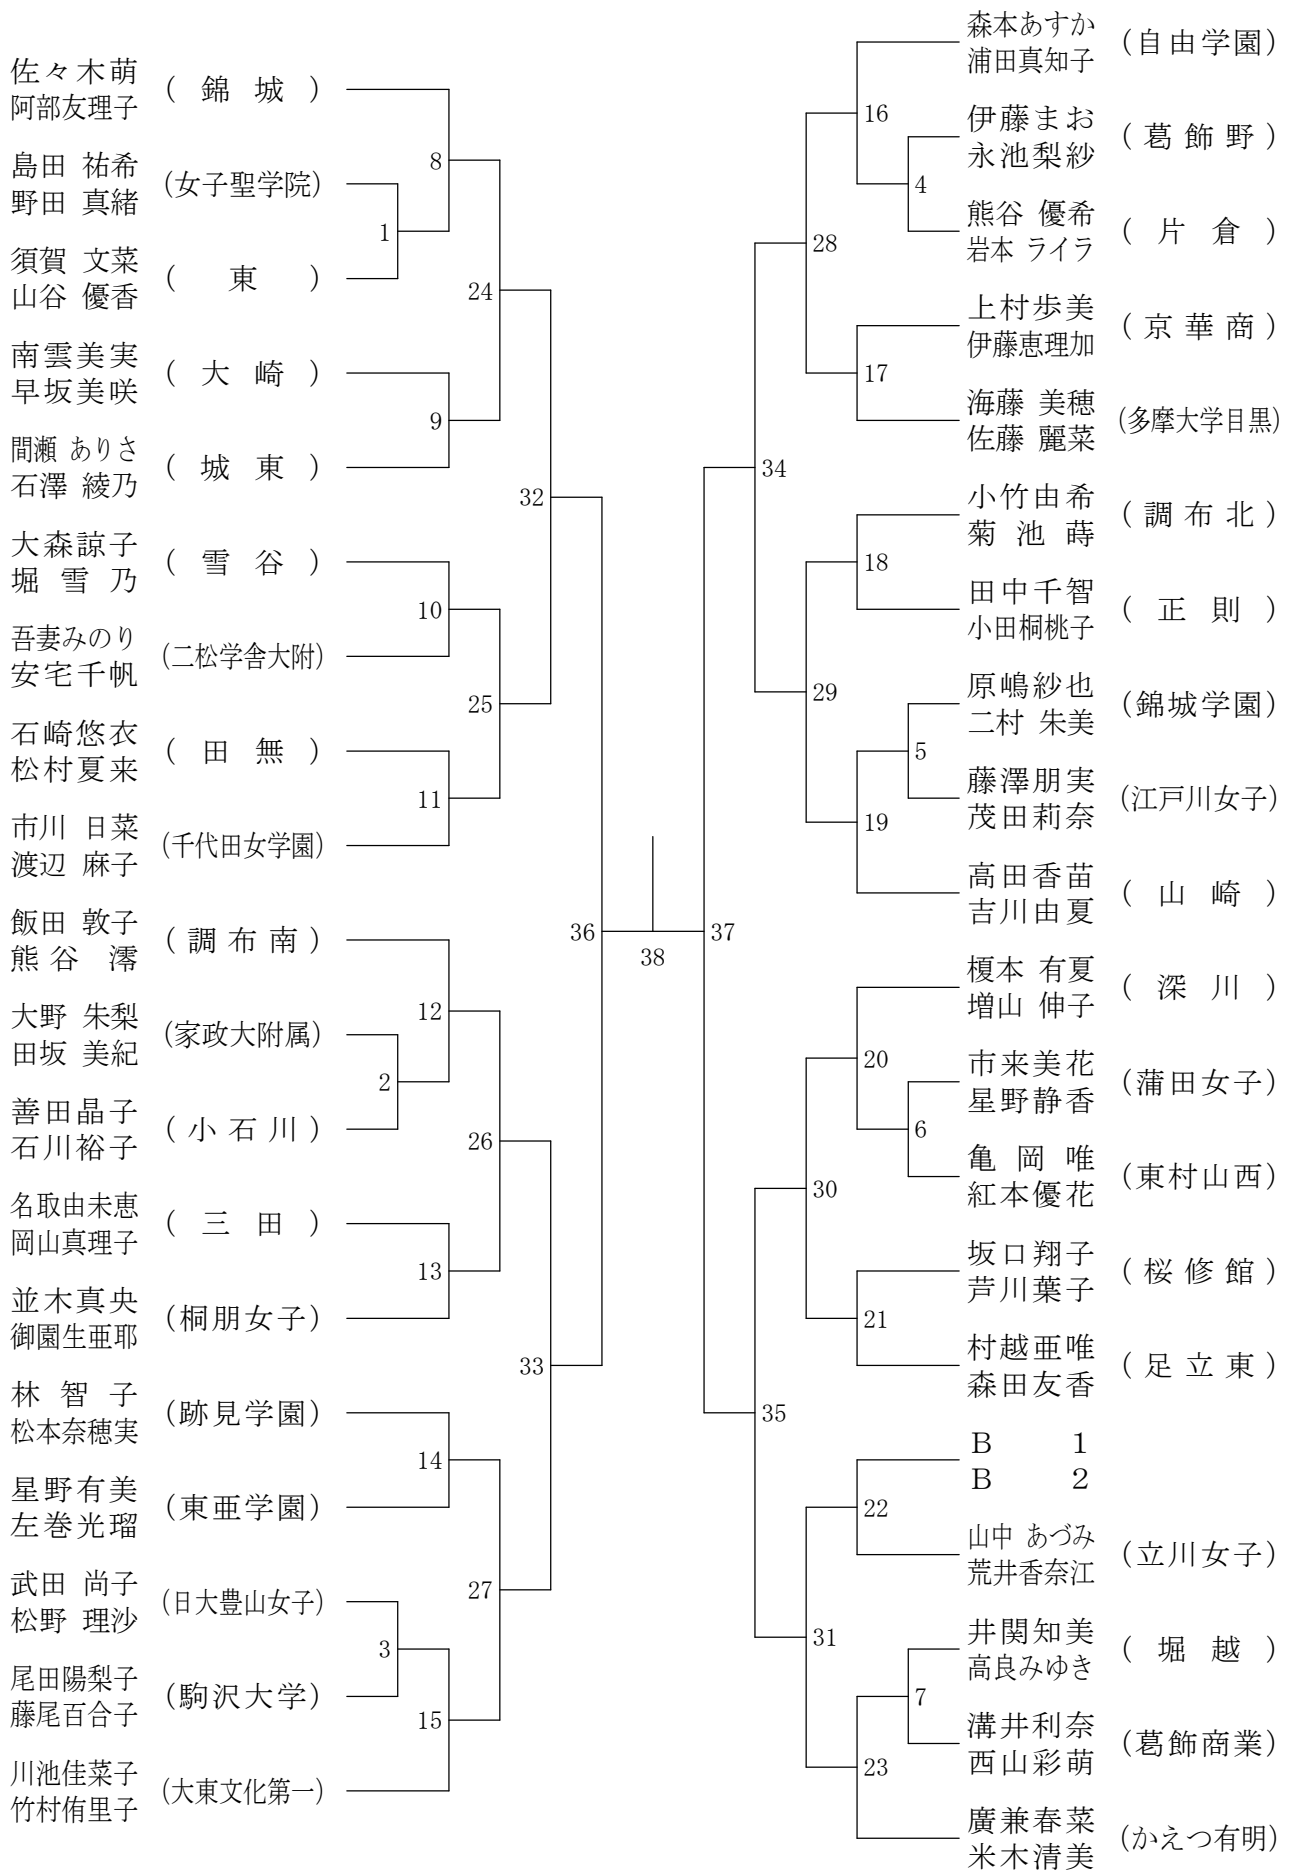 佐々木萌
阿部友理子
（錦城）
島田 祐希
野田 真緒
（女子聖学院）
須賀 文菜
山谷 優香
（東）
南雲美実
早坂美咲
（大崎）
間瀬 ありさ
石澤 綾乃
（城東）
大森諒子
堀雪乃
（雪谷）
吾妻みのり
安宅千帆
（二松学舎大附）
石崎悠衣
松村夏来
（田無）
市川 日菜
渡辺 麻子
（千代田女学園）
飯田 敦子
熊谷 澪
（調布南）
大野 朱梨
田坂 美紀
（家政大附属）
善田晶子
石川裕子
（小石川）
名取由未恵
岡山真理子
（三田）
並木真央
御園生亜耶
（桐朋女子）
林智子
松本奈穂実
（跡見学園）
星野有美
左巻光瑠
（東亜学園）
武田 尚子
松野 理沙
（日大豊山女子）
尾田陽梨子
藤尾百合子
（駒沢大学）
川池佳菜子
竹村侑里子
（大東文化第一）
1
2
3
8
9
10
11
12
13
14
15
24
25
26
27
32
33
36
38
37
34
35
28
29
30
31
16
17
18
19
20
21
22
23
4
5
6
7
森本あすか
浦田真知子
（自由学園）
伊藤まお
永池梨紗
（葛飾野）
熊谷 優希
岩本 ライラ
（片倉）
上村歩美
伊藤恵理加
（京華商）
海藤 美穂
佐藤 麗菜
（多摩大学目黒）
小竹由希
菊池蒔
（調布北）
田中千智
小田桐桃子
（正則）
原嶋紗也
二村 朱美
（錦城学園）
藤澤朋実
茂田莉奈
（江戸川女子）
高田香苗
吉川由夏
（山崎）
榎本 有夏
増山 伸子
（深川）
市来美花
星野静香
（蒲田女子）
亀岡唯
紅本優花
（東村山西）
坂口翔子
芦川葉子
（桜修館）
村越亜唯
森田友香
（足立東）
B 1
B 2
山中 あづみ
荒井香奈江
（立川女子）
井関知美
高良みゆき
（堀越）
溝井利奈
西山彩萌
（葛飾商業）
廣兼春菜
米木清美
（かえつ有明）